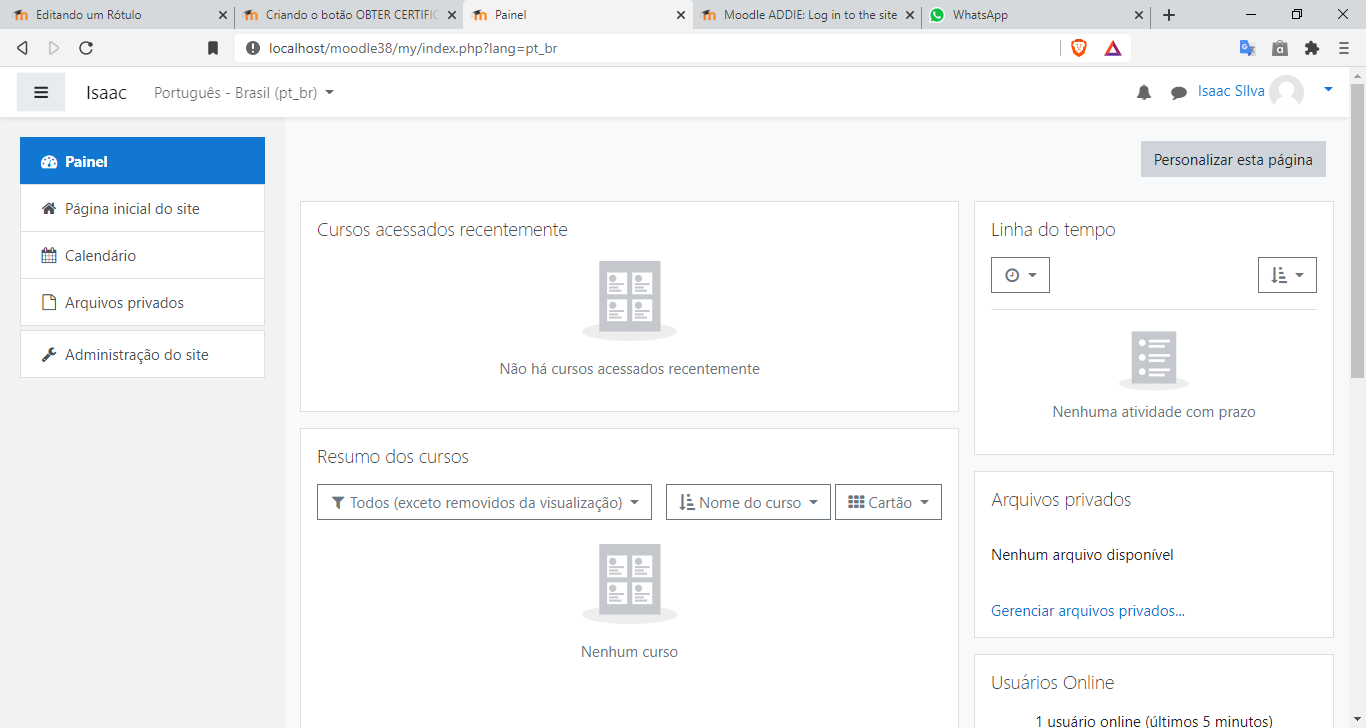 Editando um Rótulo
Criando o botão OBTER CERTIFIC
Painel
Moodle ADDIE: Log in to the site
WhatsApp
localhost/moodle38/my/index.php?lang=pt_br
Isaac
Português - Brasil (pt_br)
Isaac SIlva
Painel
Página inicial do site
Calendário
Arquivos privados
Administração do site
Personalizar esta página
Cursos acessados recentemente
Não há cursos acessados recentemente
Resumo dos cursos
Todos (exceto removidos da visualização)
Nome do curso
Cartão
Nenhum curso
Linha do tempo
Nenhuma atividade com prazo
Arquivos privados
Nenhum arquivo disponível
Gerenciar arquivos privados...
Usuários Online
1 usuário online (últimos 5 minutos)